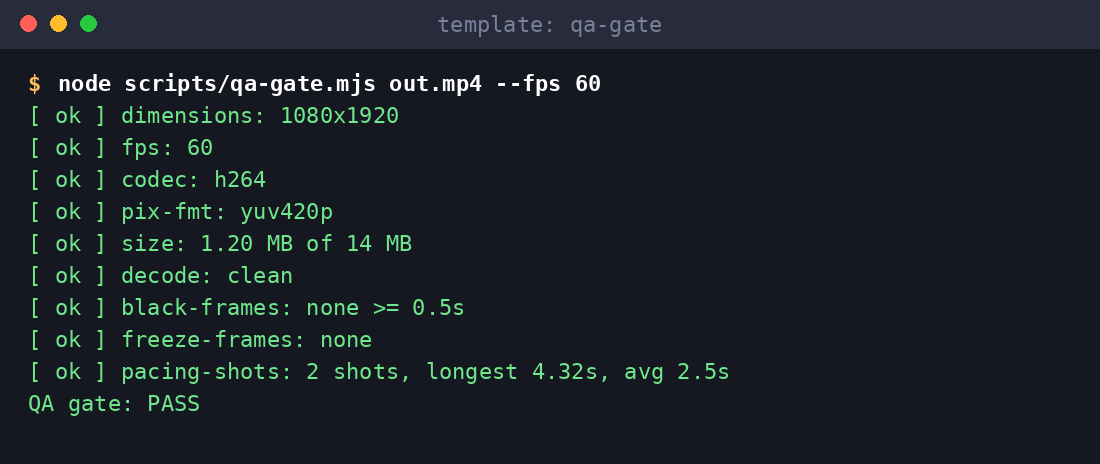 template: qa-gate
$ node scripts/qa-gate.mjs out.mp4 --fps 60
[ ok ] dimensions: 1080x1920
[ ok ] fps: 60
[ ok ] codec: h264
[ ok ] pix-fmt: yuv420p
[ ok ] size: 1.20 MB of 14 MB
[ ok ] decode: clean
[ ok ] black-frames: none >= 0.5s
[ ok ] freeze-frames: none
[ ok ] pacing-shots: 2 shots, longest 4.32s, avg 2.5s
QA gate: PASS